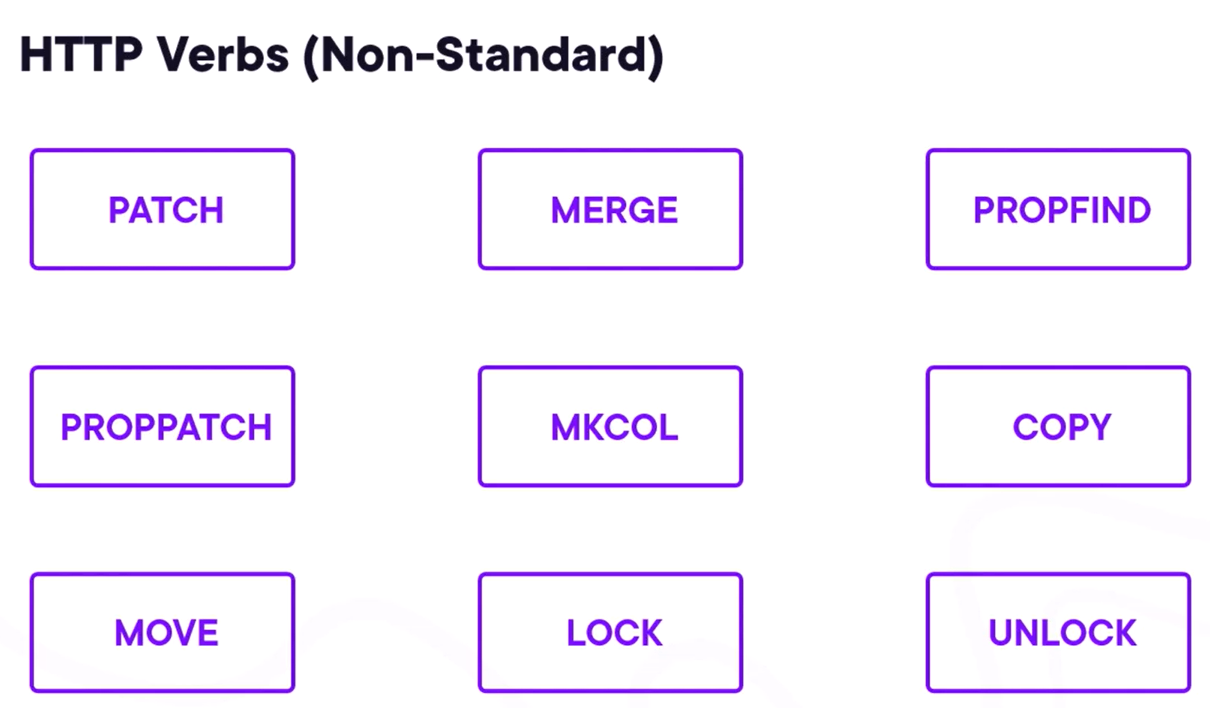 HTTP Verbs (Non-Standard)
PATCH
MERGE
PROPFIND
PROPPATCH
MKCOL
COPY
MOVE
LOCK
UNLOCK